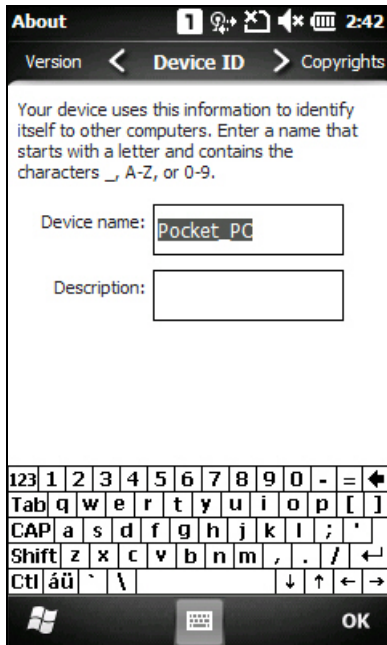 About 1 2:42
Version < Device ID > Copyrights
Your device uses this information to identify
itself to other computers. Enter a name that
starts with a letter and contains the
characters _, A-Z, or 0-9.
Device name: Pocket_PC
Description:
123 1 2 3 4 5 6 7 8 9 0 - = ←
Tab q w e r t y u i o p [ ]
CAP a s d f g h j k l ; '
Shift z x c v b n m , . / ↵
Ctl áü ` \ ↓ ↑ ← →
OK